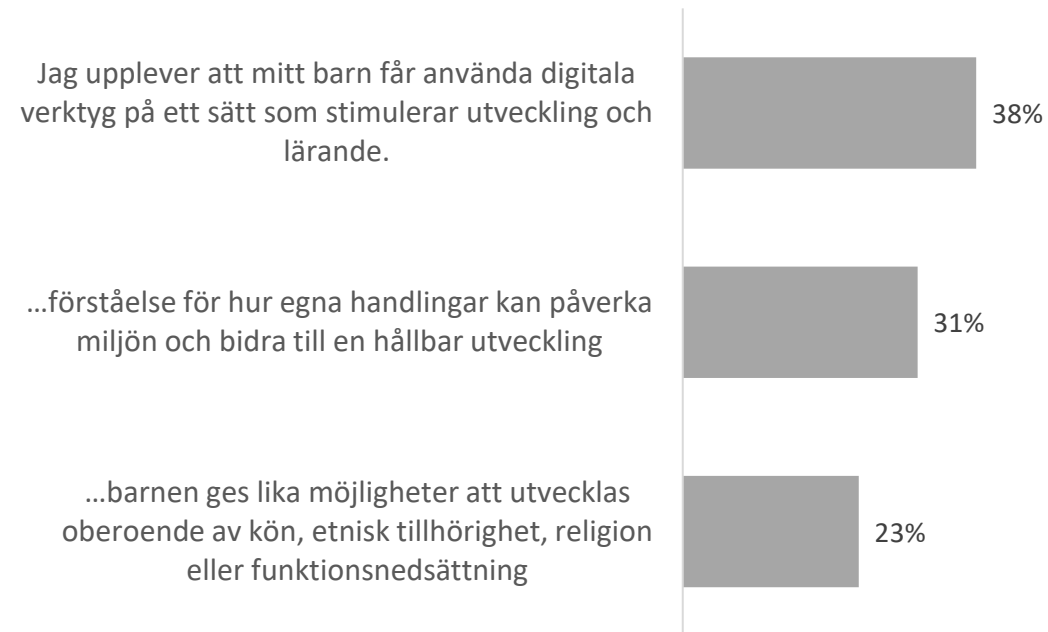 Jag upplever att mitt barn får använda digitala
verktyg på ett sätt som stimulerar utveckling och
lärande.
38%
…förståelse för hur egna handlingar kan påverka
miljön och bidra till en hållbar utveckling
31%
…barnen ges lika möjligheter att utvecklas
oberoende av kön, etnisk tillhörighet, religion
eller funktionsnedsättning
23%